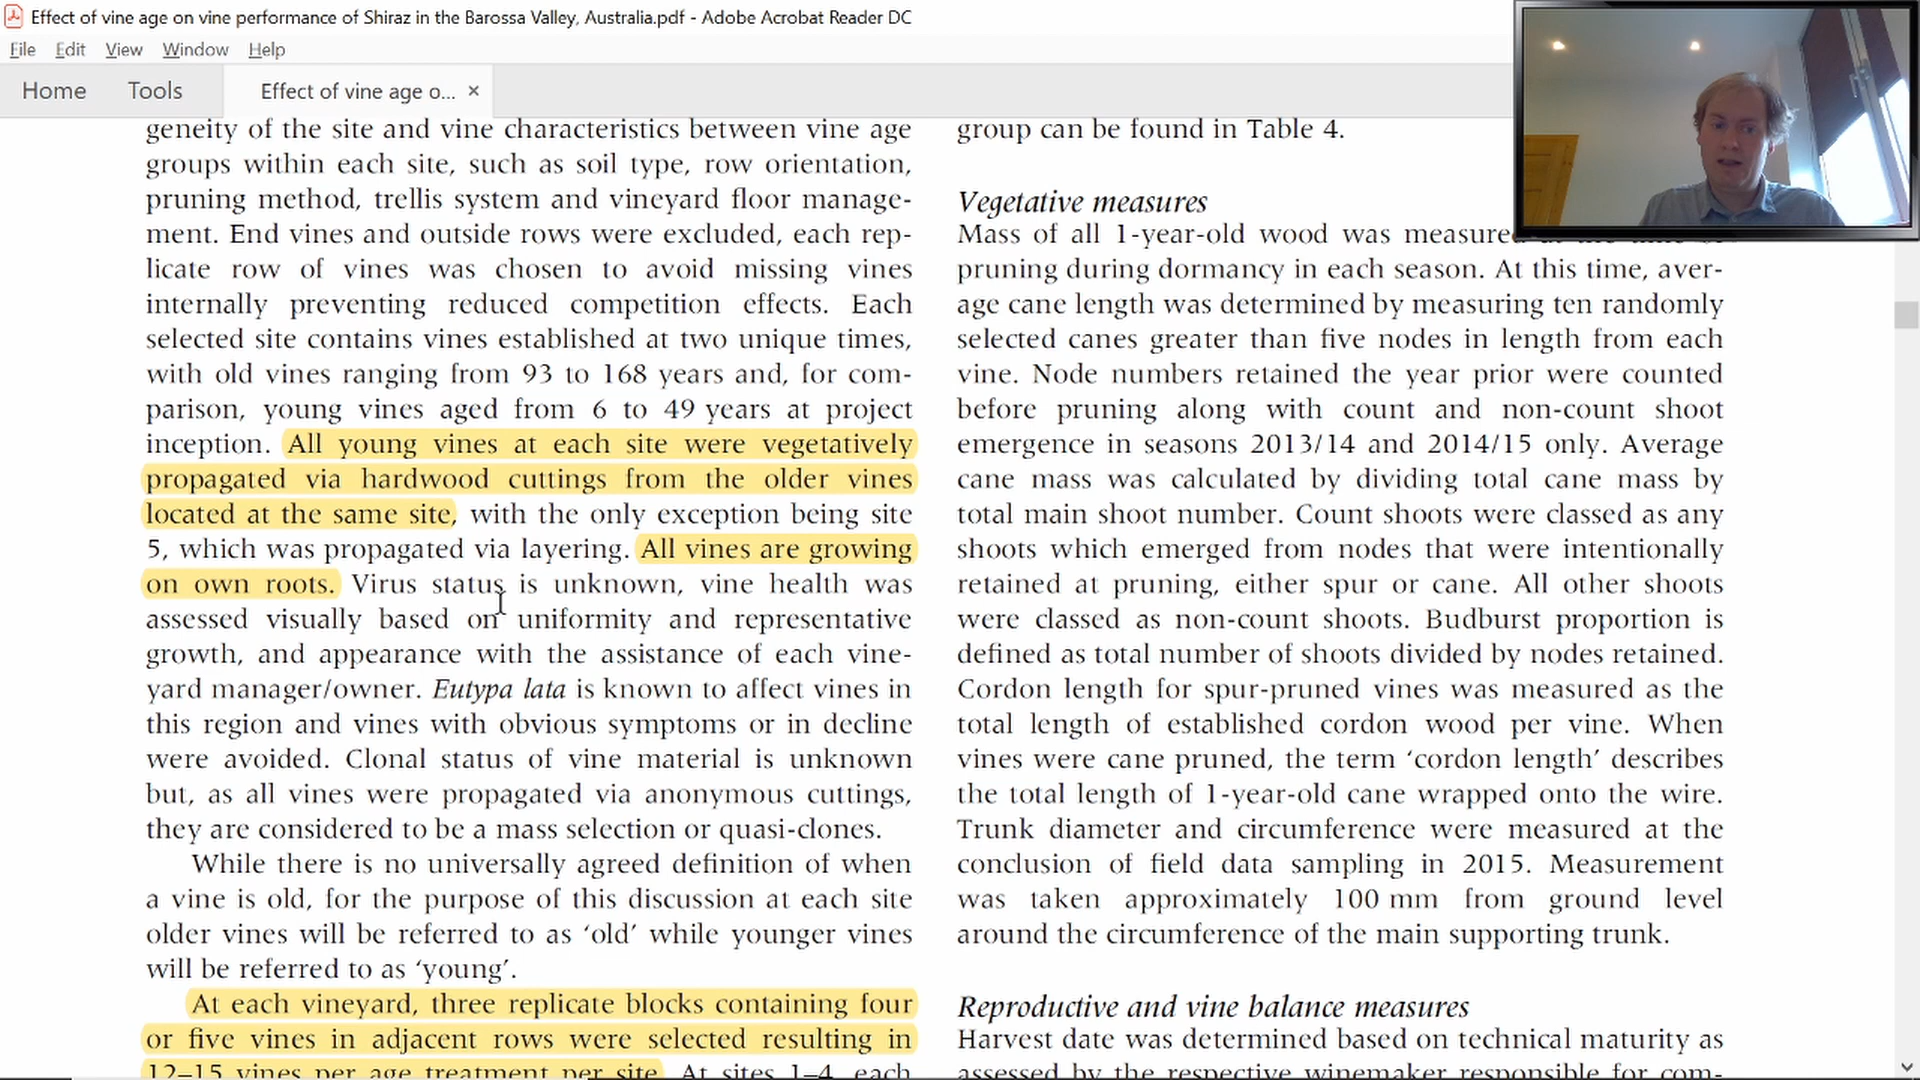 Effect of vine age on vine performance of Shiraz in the Barossa Valley, Australia.pdf - Adobe Acrobat Reader DC
File Edit View Window Help
Home Tools Effect of vine age o... ×
geneity of the site and vine characteristics between vine age
groups within each site, such as soil type, row orientation,
pruning method, trellis system and vineyard floor manage-
ment. End vines and outside rows were excluded, each rep-
licate row of vines was chosen to avoid missing vines
internally preventing reduced competition effects. Each
selected site contains vines established at two unique times,
with old vines ranging from 93 to 168 years and, for com-
parison, young vines aged from 6 to 49 years at project
inception. All young vines at each site were vegetatively
propagated via hardwood cuttings from the older vines
located at the same site, with the only exception being site
5, which was propagated via layering. All vines are growing
on own roots. Virus status is unknown, vine health was
assessed visually based on uniformity and representative
growth, and appearance with the assistance of each vine-
yard manager/owner. Eutypa lata is known to affect vines in
this region and vines with obvious symptoms or in decline
were avoided. Clonal status of vine material is unknown
but, as all vines were propagated via anonymous cuttings,
they are considered to be a mass selection or quasi-clones.
While there is no universally agreed definition of when
a vine is old, for the purpose of this discussion at each site
older vines will be referred to as ‘old’ while younger vines
will be referred to as ‘young’.
At each vineyard, three replicate blocks containing four
or five vines in adjacent rows were selected resulting in
12–15 vines per age treatment per site. At sites 1–4, each
group can be found in Table 4.
Vegetative measures
Mass of all 1-year-old wood was measured
pruning during dormancy in each season. At this time, aver-
age cane length was determined by measuring ten randomly
selected canes greater than five nodes in length from each
vine. Node numbers retained the year prior were counted
before pruning along with count and non-count shoot
emergence in seasons 2013/14 and 2014/15 only. Average
cane mass was calculated by dividing total cane mass by
total main shoot number. Count shoots were classed as any
shoots which emerged from nodes that were intentionally
retained at pruning, either spur or cane. All other shoots
were classed as non-count shoots. Budburst proportion is
defined as total number of shoots divided by nodes retained.
Cordon length for spur-pruned vines was measured as the
total length of established cordon wood per vine. When
vines were cane pruned, the term ‘cordon length’ describes
the total length of 1-year-old cane wrapped onto the wire.
Trunk diameter and circumference were measured at the
conclusion of field data sampling in 2015. Measurement
was taken approximately 100 mm from ground level
around the circumference of the main supporting trunk.
Reproductive and vine balance measures
Harvest date was determined based on technical maturity as
assessed by the respective winemaker responsible for com-